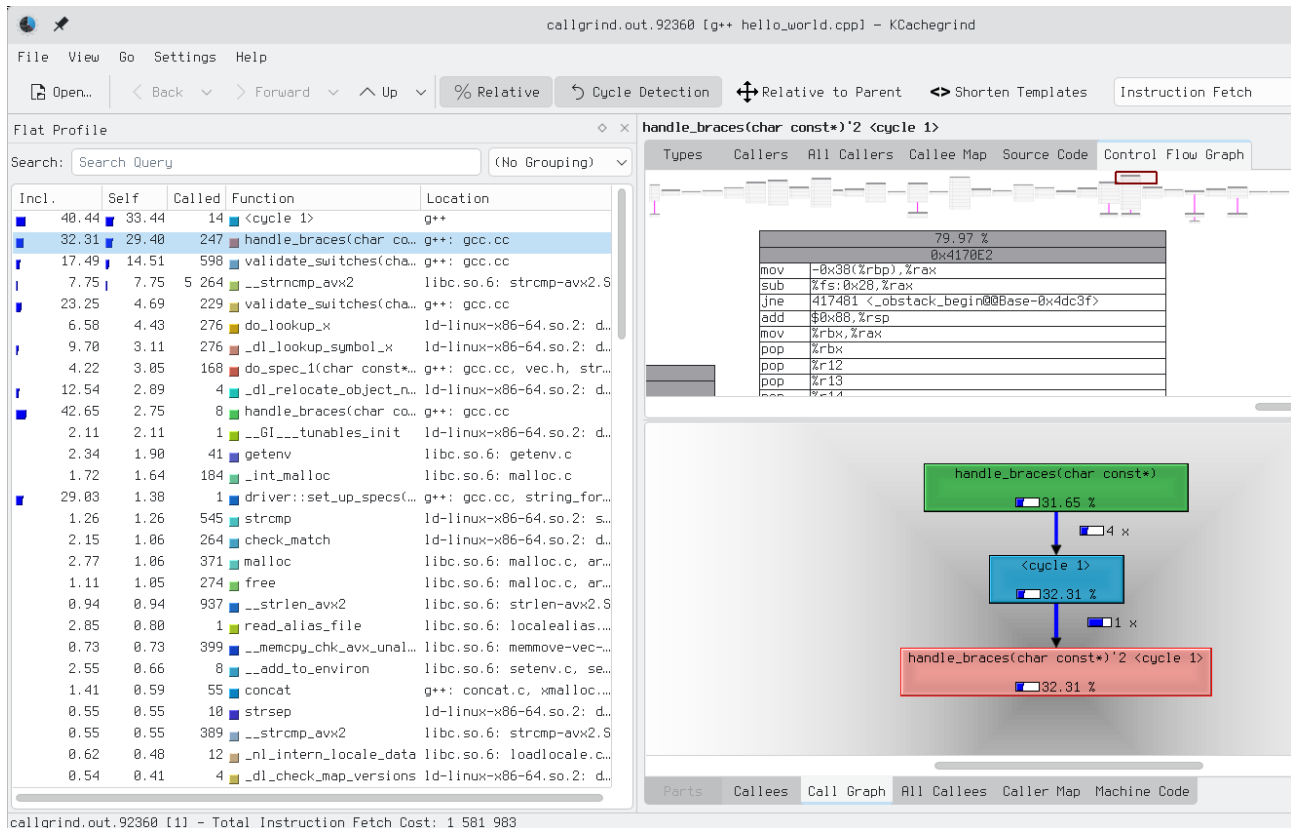 callgrind.out.92360 [g++ hello_world.cpp] — KCachegrind
File View Go Settings Help
Open… Back Forward Up % Relative Cycle Detection Relative to Parent <> Shorten Templates Instruction Fetch
Flat Profile
Search: Search Query (No Grouping)
Incl. Self Called Function Location
40.44 33.44 14 <cycle 1> g++
32.31 29.40 247 handle_braces(char co… g++: gcc.cc
17.49 14.51 598 validate_switches(cha… g++: gcc.cc
7.75 7.75 5 264 __strncmp_avx2 libc.so.6: strcmp-avx2.S
23.25 4.69 229 validate_switches(cha… g++: gcc.cc
6.58 4.43 276 do_lookup_x ld-linux-x86-64.so.2: d…
9.70 3.11 276 _dl_lookup_symbol_x ld-linux-x86-64.so.2: d…
4.22 3.05 168 do_spec_1(char const*… g++: gcc.cc, vec.h, str…
12.54 2.89 4 _dl_relocate_object_n… ld-linux-x86-64.so.2: d…
42.65 2.75 8 handle_braces(char co… g++: gcc.cc
2.11 2.11 1 __GI___tunables_init ld-linux-x86-64.so.2: d…
2.34 1.90 41 getenv libc.so.6: getenv.c
1.72 1.64 184 _int_malloc libc.so.6: malloc.c
29.03 1.38 1 driver::set_up_specs(… g++: gcc.cc, string_for…
1.26 1.26 545 strcmp ld-linux-x86-64.so.2: s…
2.15 1.06 264 check_match ld-linux-x86-64.so.2: d…
2.77 1.06 371 malloc libc.so.6: malloc.c, ar…
1.11 1.05 274 free libc.so.6: malloc.c, ar…
0.94 0.94 937 __strlen_avx2 libc.so.6: strlen-avx2.S
2.85 0.80 1 read_alias_file libc.so.6: localealias.…
0.73 0.73 399 __memcpy_chk_avx_unal… libc.so.6: memmove-vec-…
2.55 0.66 8 __add_to_environ libc.so.6: setenv.c, se…
1.41 0.59 55 concat g++: concat.c, xmalloc.…
0.55 0.55 10 strsep ld-linux-x86-64.so.2: d…
0.55 0.55 389 __strcmp_avx2 libc.so.6: strcmp-avx2.S
0.62 0.48 12 _nl_intern_locale_data libc.so.6: loadlocale.c…
0.54 0.41 4 _dl_check_map_versions ld-linux-x86-64.so.2: d…
handle_braces(char const*)'2 <cycle 1>
Types Callers All Callers Callee Map Source Code Control Flow Graph
79.97 %
0x4170E2
mov -0x38(%rbp),%rax
sub %fs:0x28,%rax
jne 417481 <_obstack_begin@@Base-0x4dc3f>
add $0x88,%rsp
mov %rbx,%rax
pop %rbx
pop %r12
pop %r13
pop %r14
handle_braces(char const*)
31.65 %
4 x
<cycle 1>
32.31 %
1 x
handle_braces(char const*)'2 <cycle 1>
32.31 %
Parts Callees Call Graph All Callees Caller Map Machine Code
callgrind.out.92360 [1] - Total Instruction Fetch Cost: 1 581 983